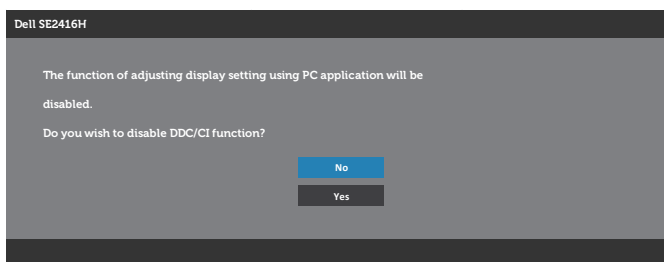 Dell SE2416H
The function of adjusting display setting using PC application will be
disabled.
Do you wish to disable DDC/CI function?
No
Yes